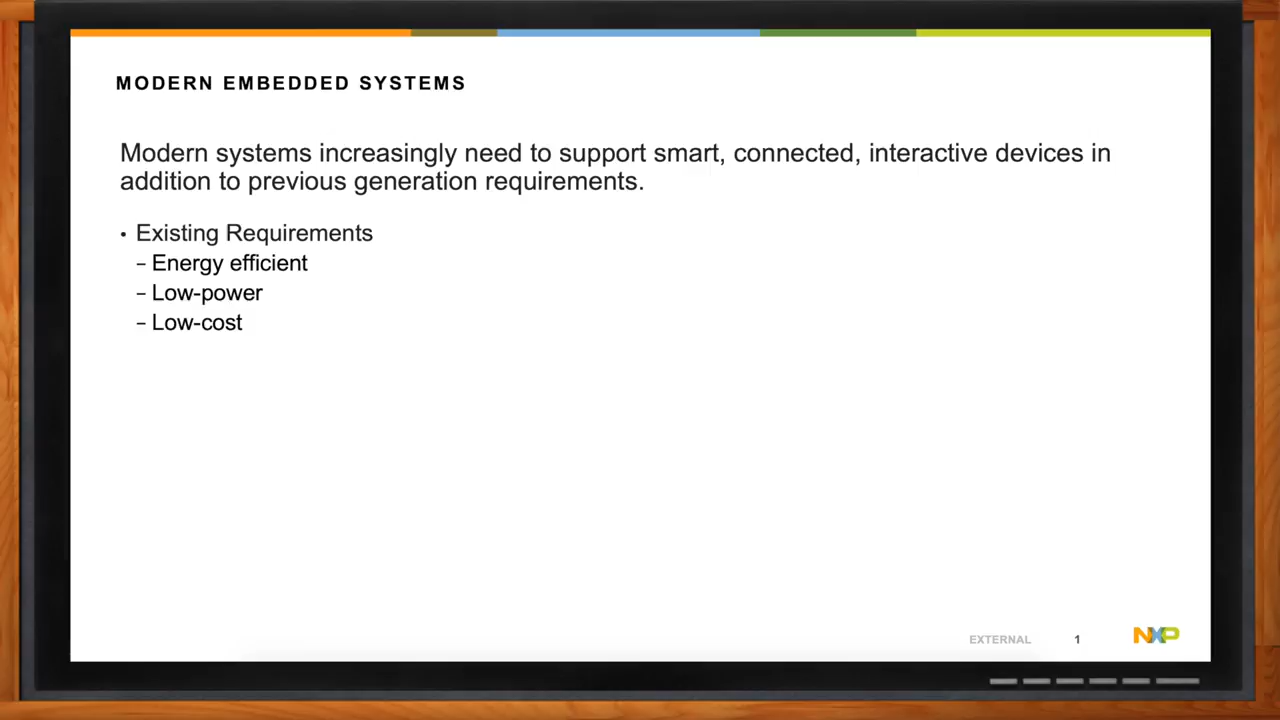 MODERN EMBEDDED SYSTEMS
Modern systems increasingly need to support smart, connected, interactive devices in
addition to previous generation requirements.
• Existing Requirements
– Energy efficient
– Low-power
– Low-cost
EXTERNAL 1 NXP